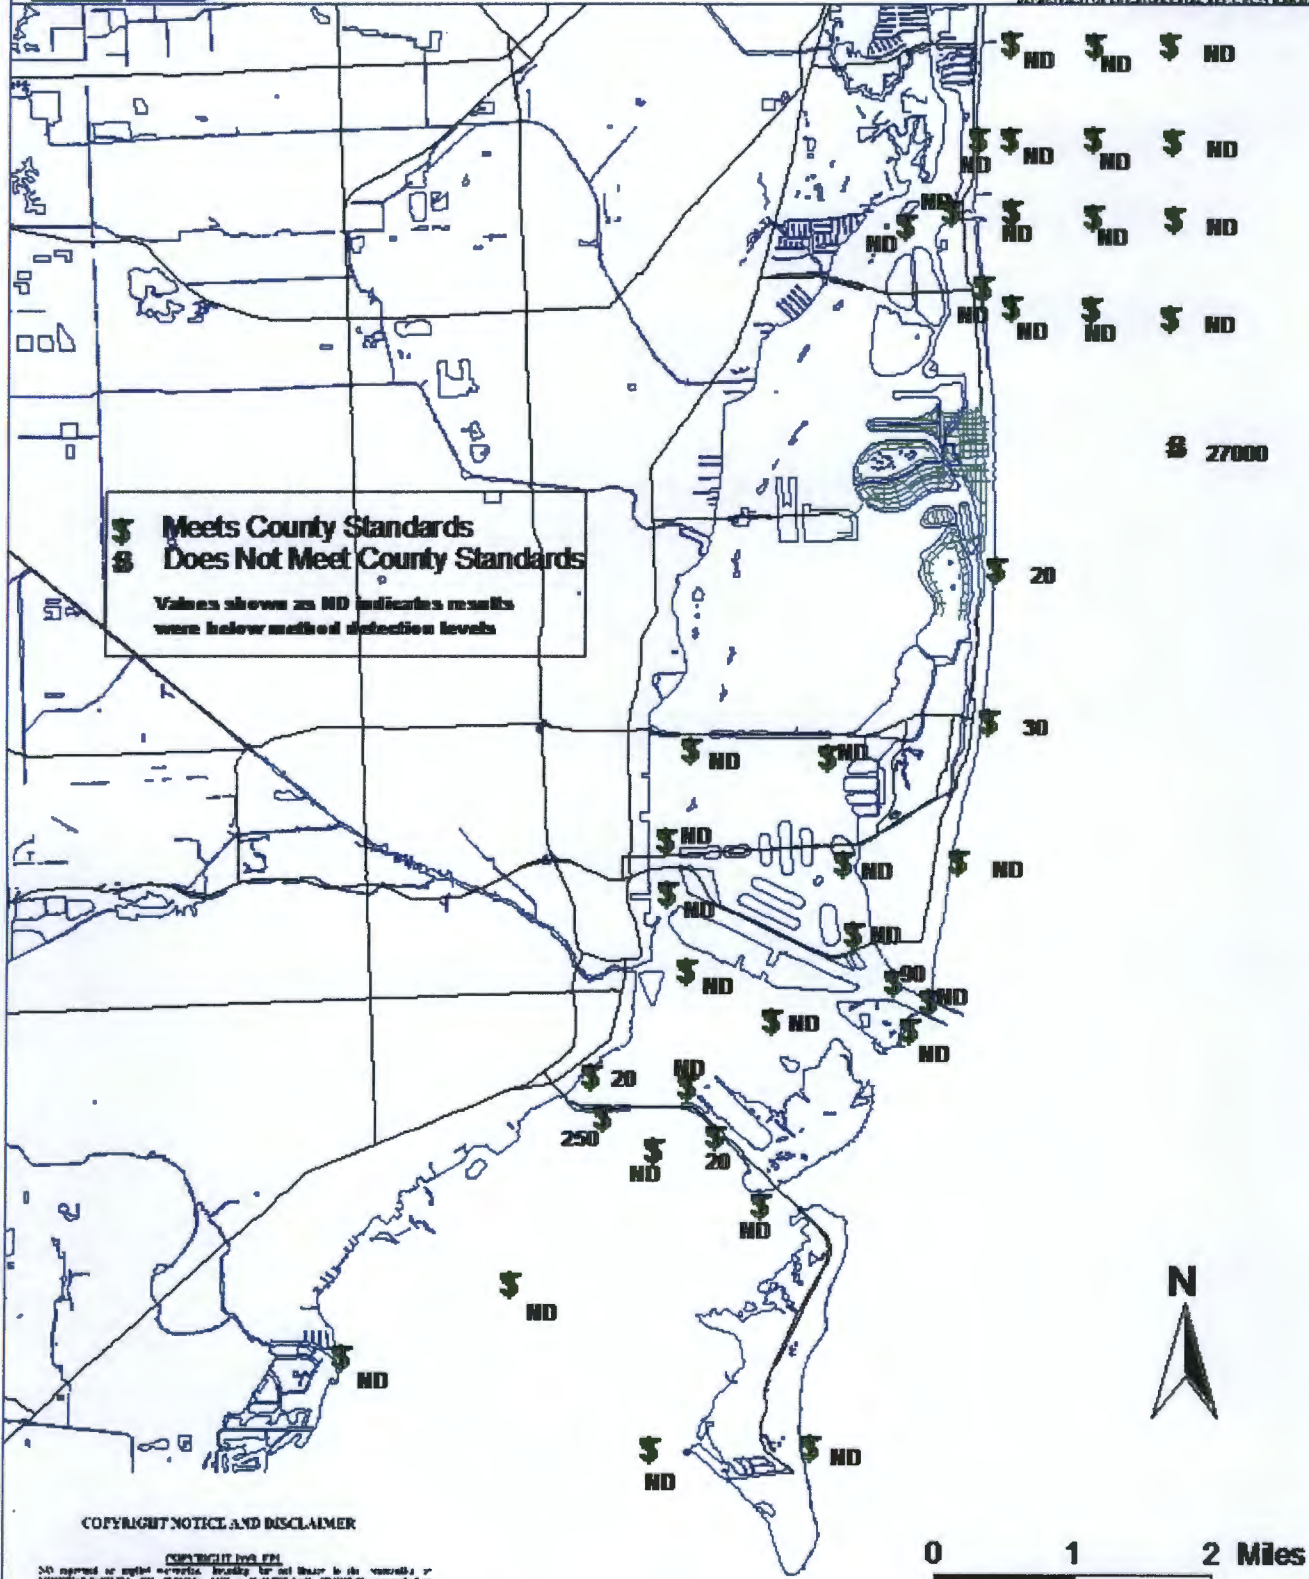 ND ND ND
ND ND ND ND
ND
ND ND ND ND
ND ND ND ND
27000
Meets County Standards
Does Not Meet County Standards
Values shown as ND indicates results
were below method detection levels
20
30
ND ND
ND
ND ND
ND
ND
90
ND ND
ND
ND
20 ND
250
ND 20
ND
N
ND
ND
ND
ND
COPYRIGHT NOTICE AND DISCLAIMER
0 1 2 Miles